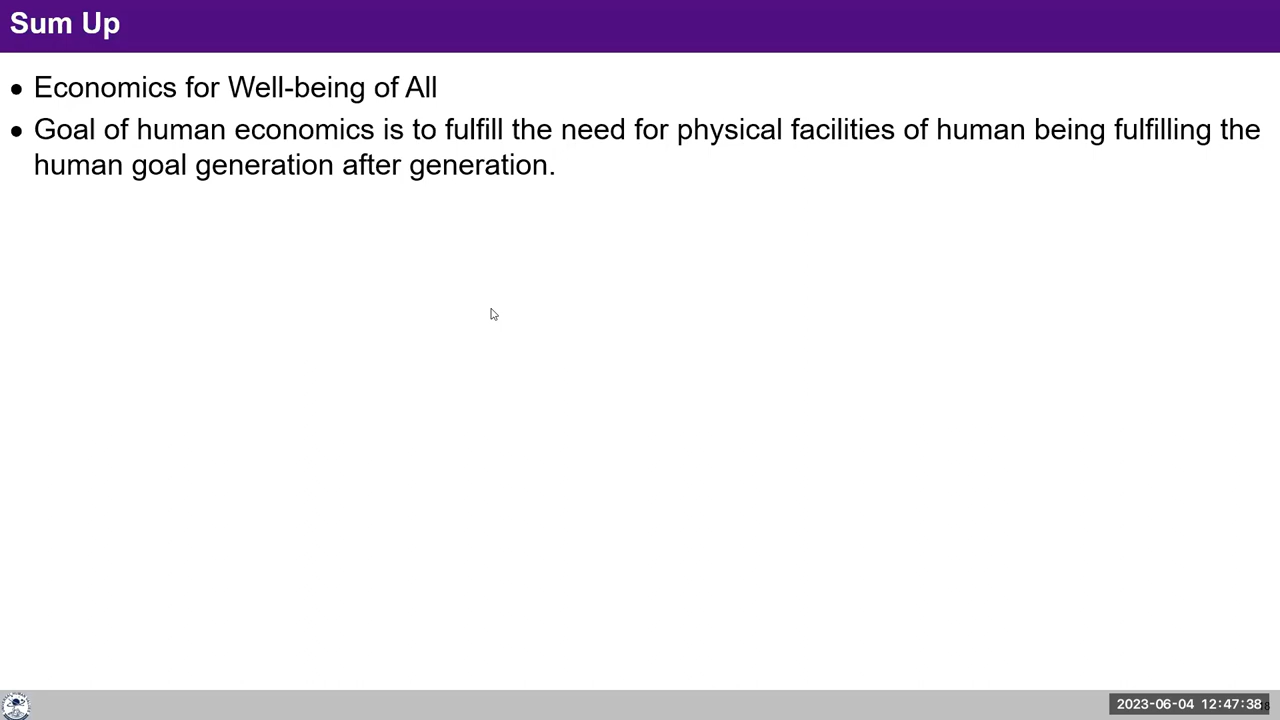 Sum Up
• Economics for Well-being of All
• Goal of human economics is to fulfill the need for physical facilities of human being fulfilling the
human goal generation after generation.
2023-06-04 12:47:38